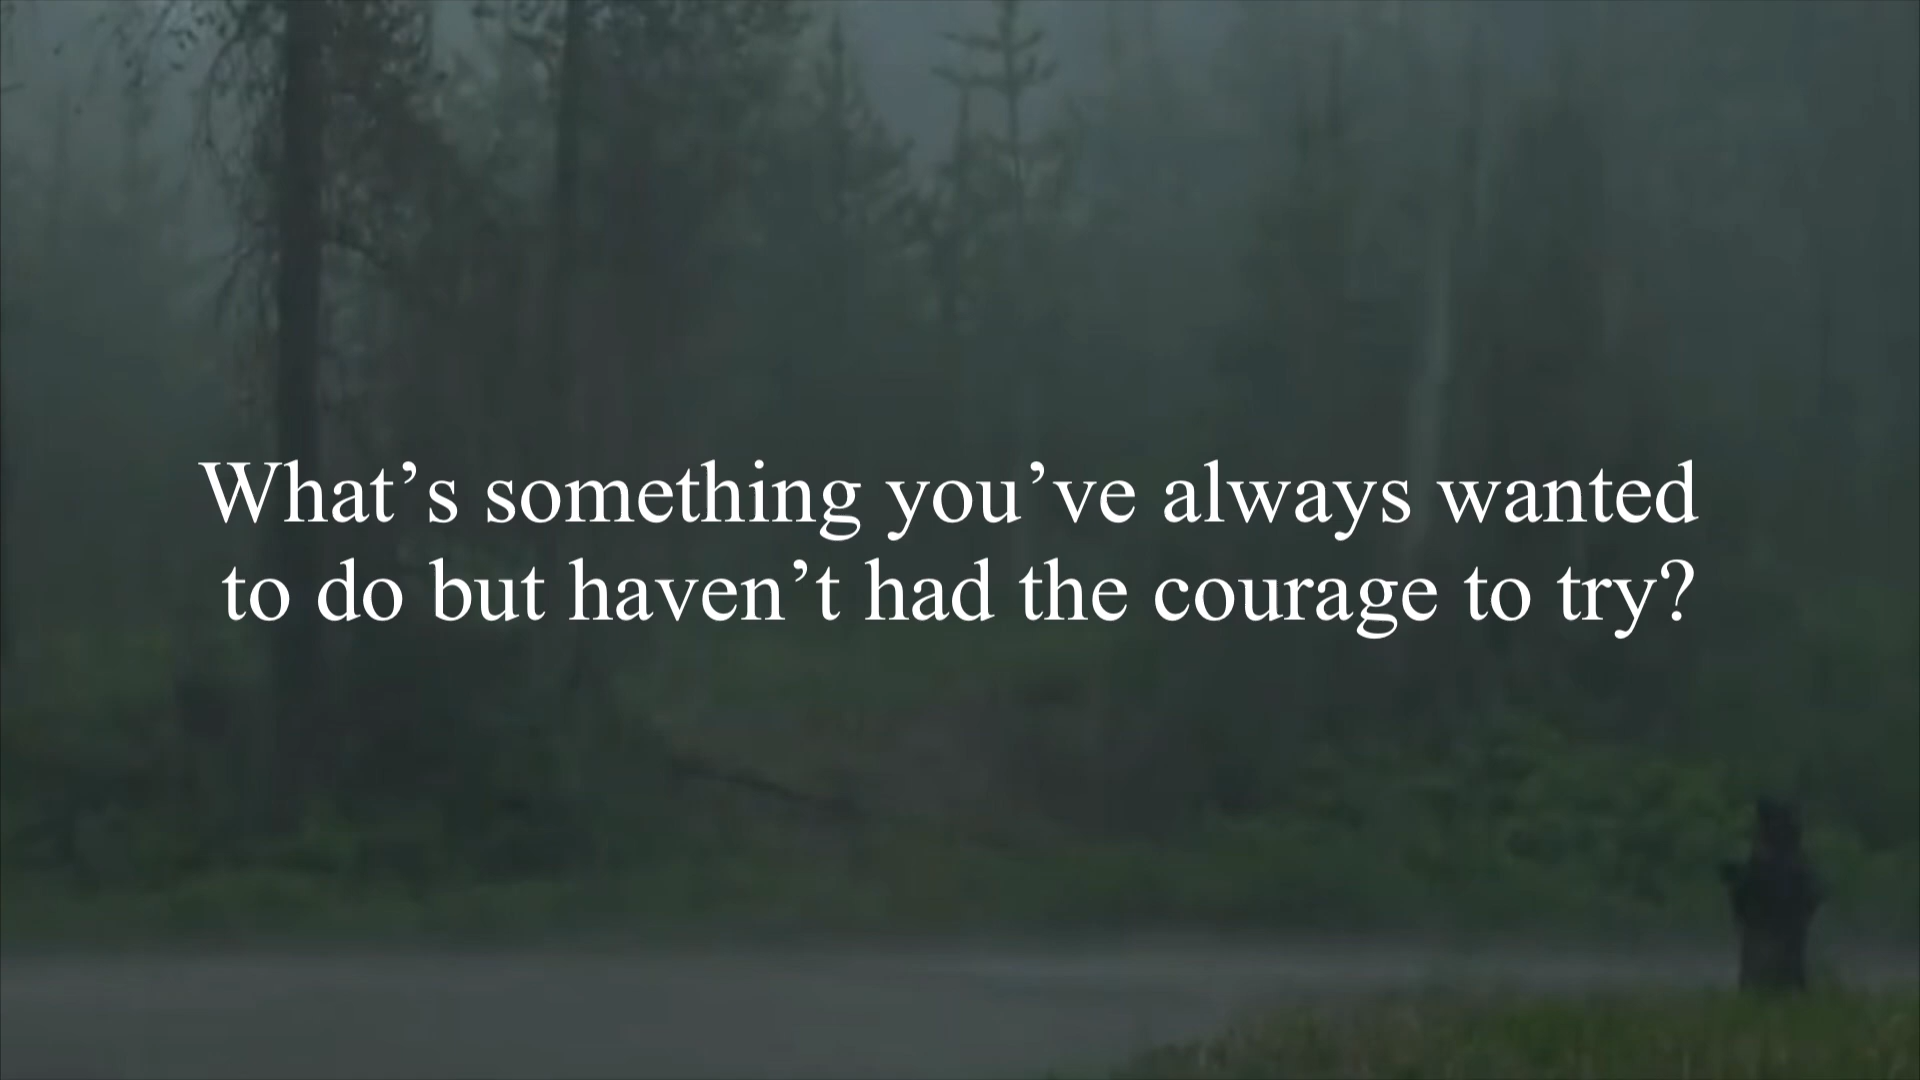 What’s something you’ve always wanted
to do but haven’t had the courage to try?